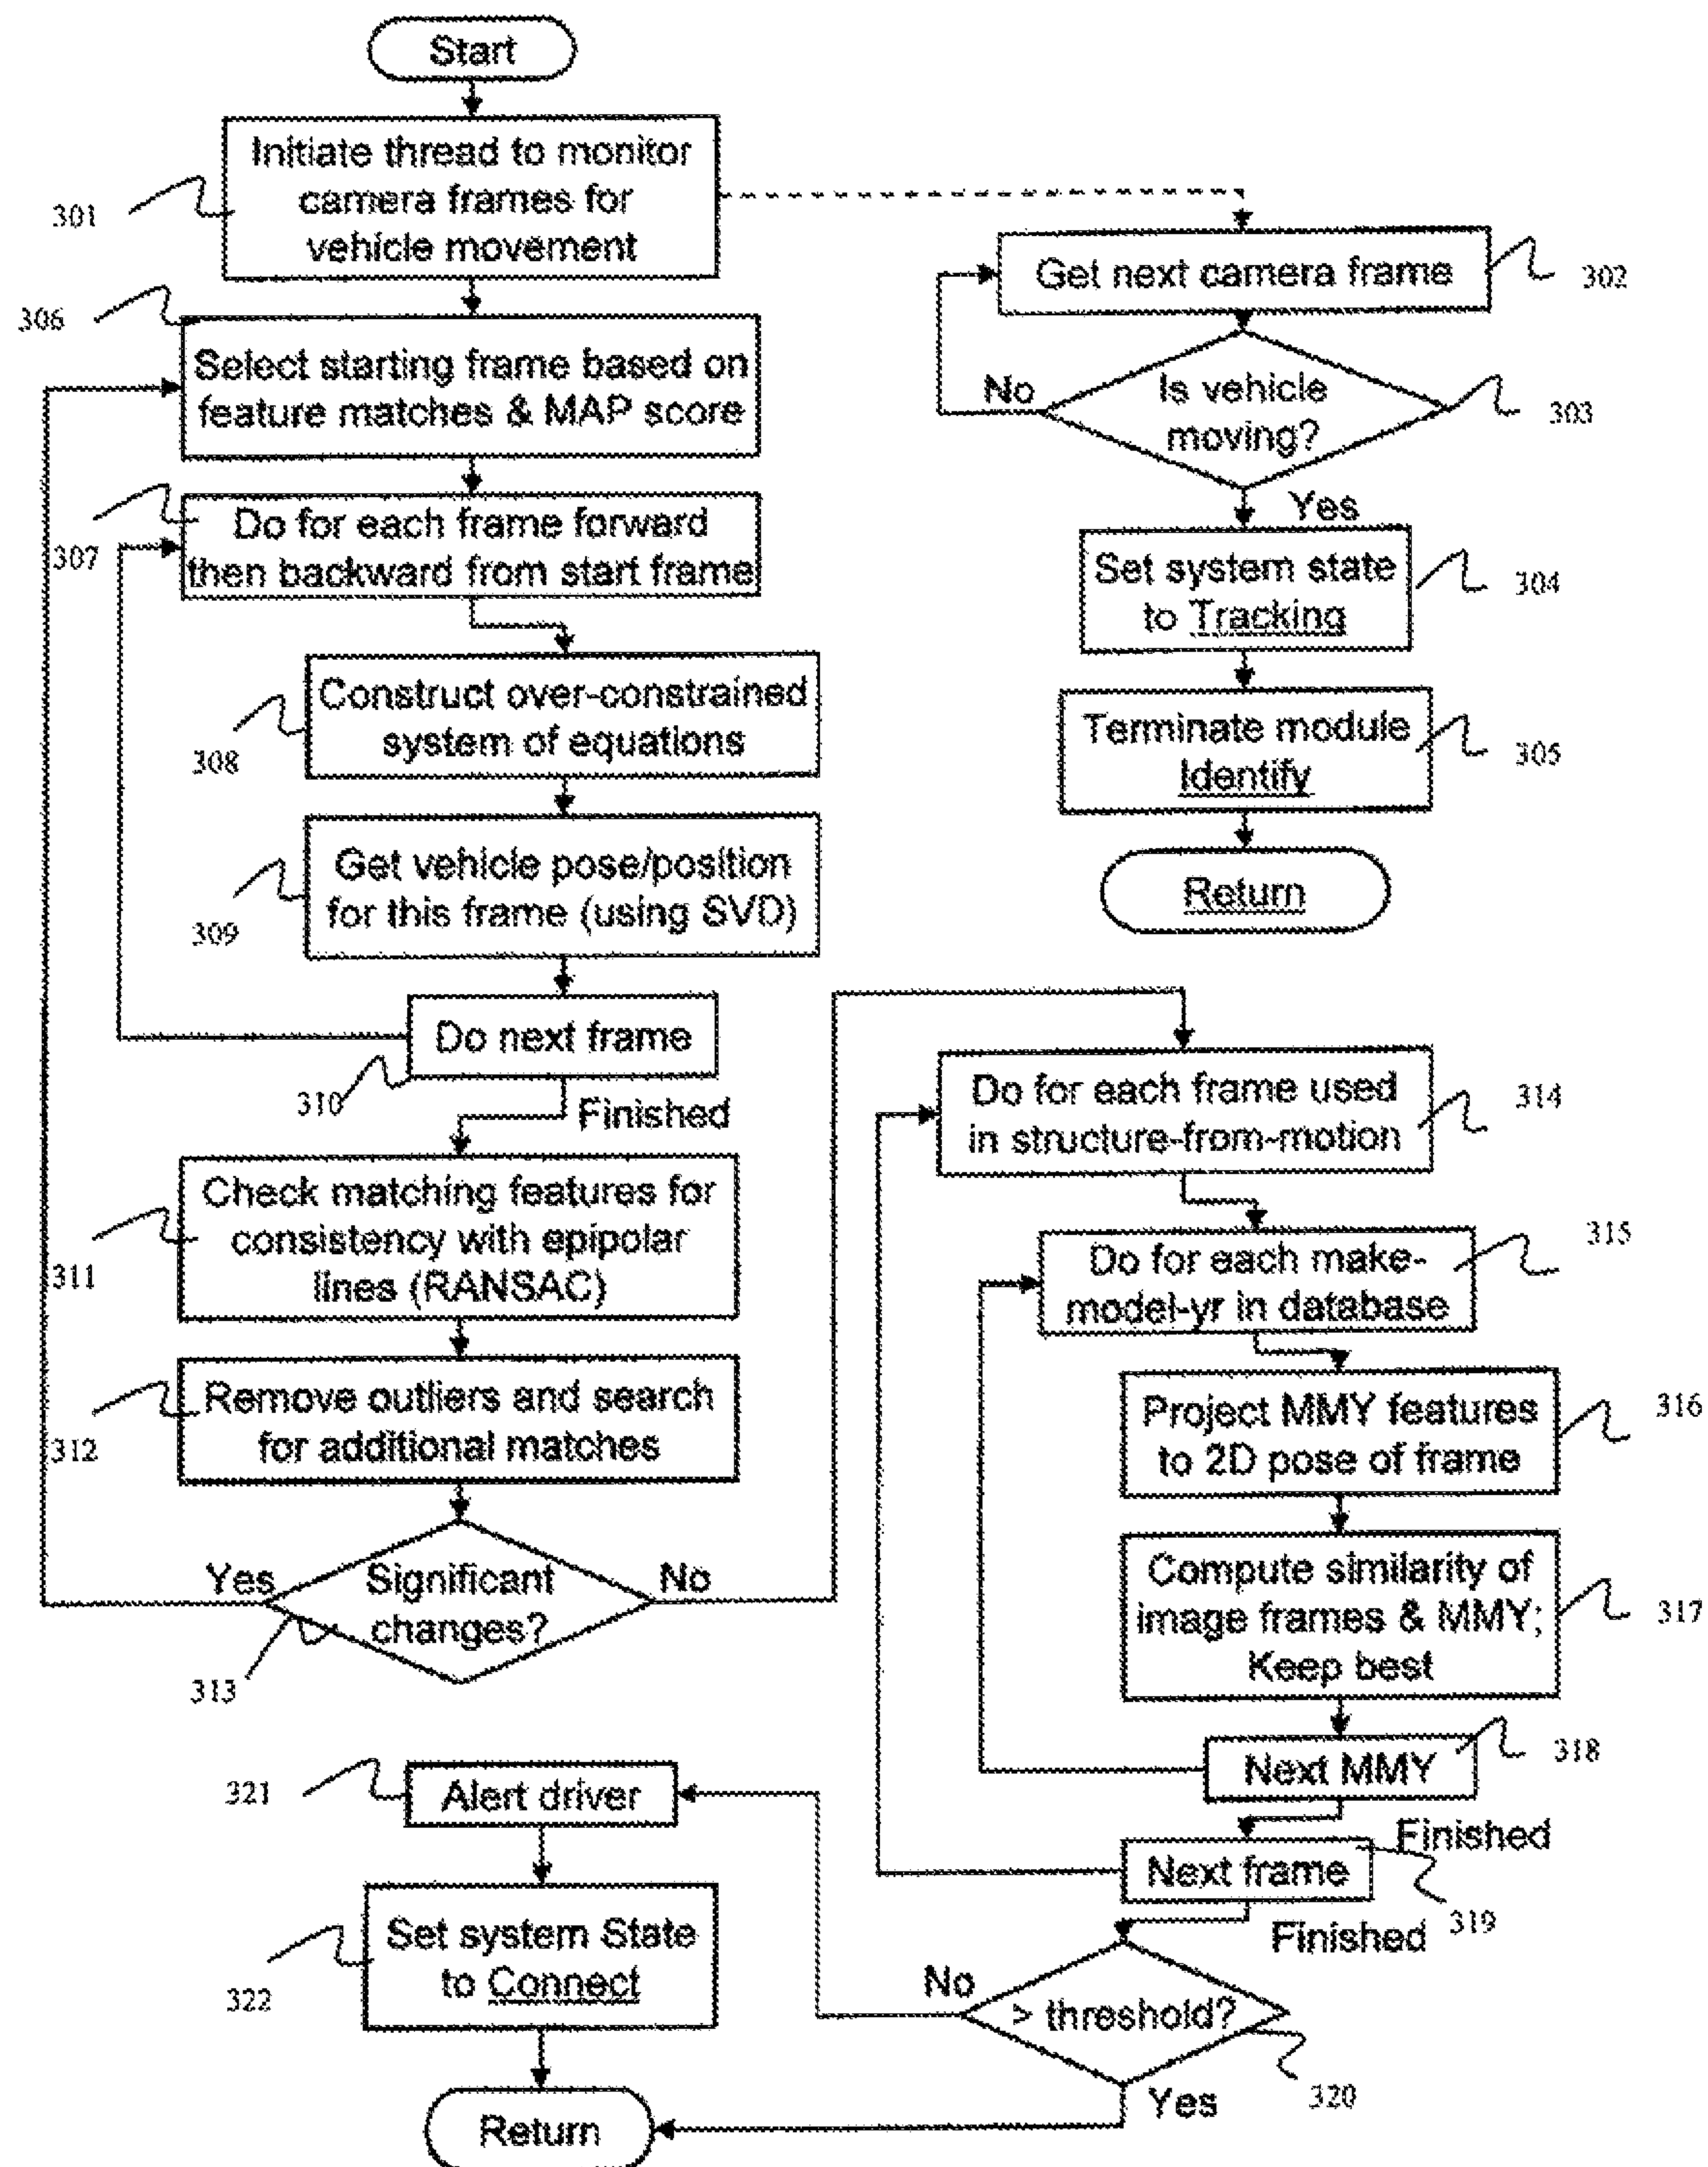 Start
Initiate thread to monitor
camera frames for
vehicle movement
301
306
Select starting frame based on
feature matches & MAP score
307
Do for each frame forward
then backward from start frame
Construct over-constrained
system of equations
308
Get vehicle pose/position
for this frame (using SVD)
309
Do next frame
310
Finished
Check matching features for
consistency with epipolar
lines (RANSAC)
311
Remove outliers and search
for additional matches
312
Yes
Significant
changes?
No
313
Get next camera frame
302
No
Is vehicle
moving?
303
Yes
Set system state
to Tracking
304
Terminate module
Identify
305
Return
Do for each frame used
in structure-from-motion
314
Do for each make-
model-yr in database
315
Project MMY features
to 2D pose of frame
316
Compute similarity of
image frames & MMY;
Keep best
317
Next MMY
318
Finished
Next frame
319
Finished
No
> threshold?
320
Yes
321
Alert driver
Set system State
to Connect
322
Return